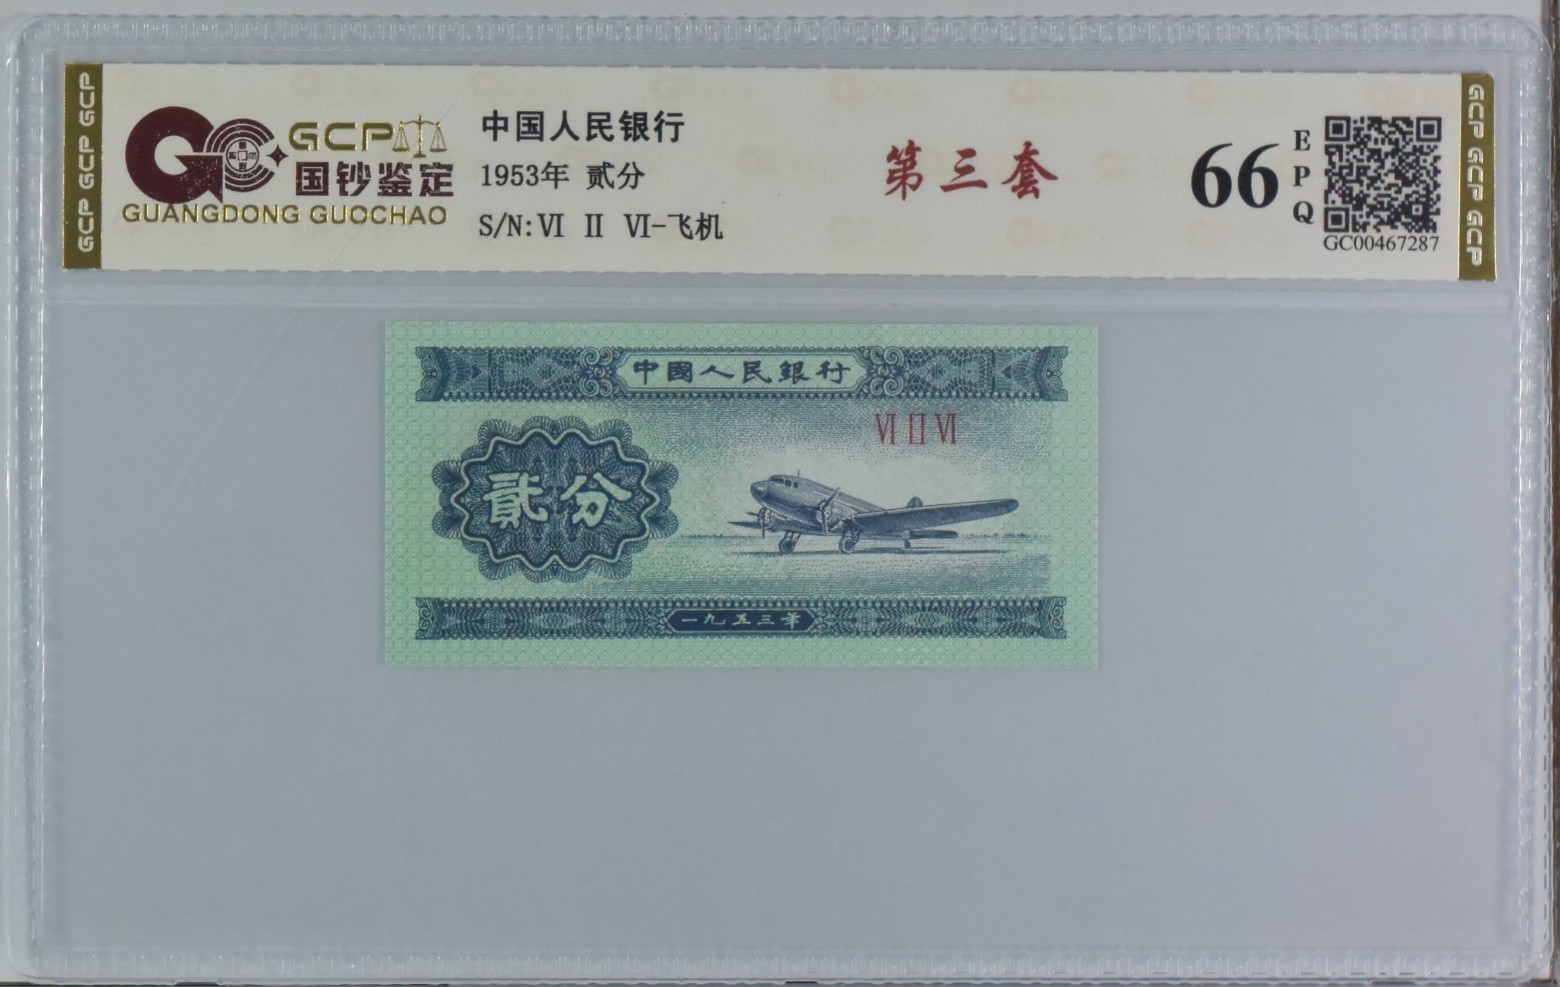 GCP GCP GCP
GCP
国钞鉴定
GUANGDONG GUOCHAO
中国人民银行
1953年 贰分
S/N:Ⅵ Ⅱ Ⅵ-飞机
第三套
66
EPQ
GC00467287
GCP GCP GCP
中國人民銀行
Ⅵ Ⅱ Ⅵ
貳分
一九五三年